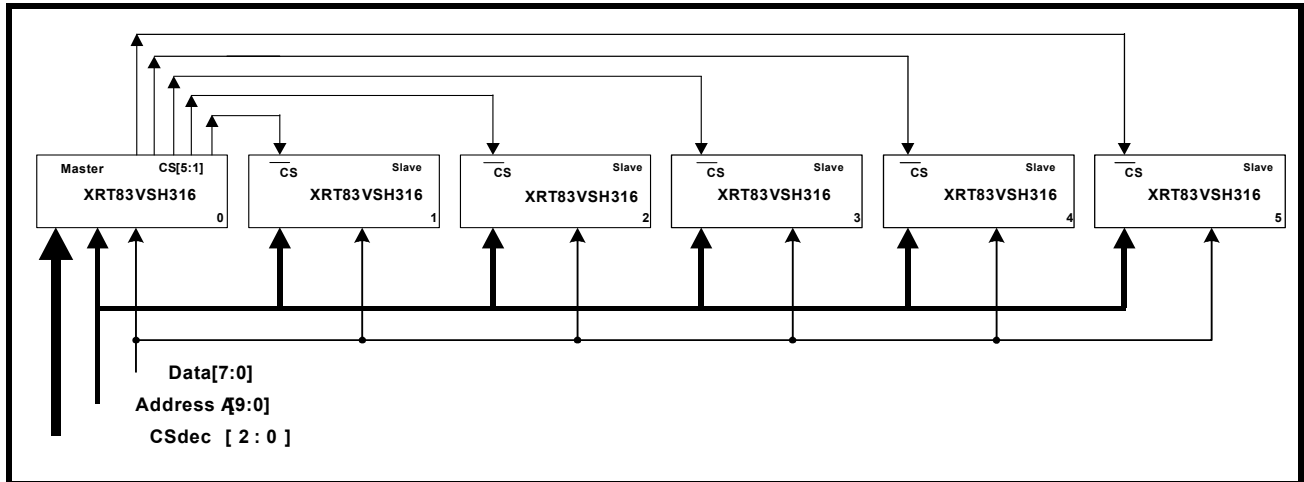 Master CS[5:1]
XRT83VSH316
0
CS Slave
XRT83VSH316
1
CS Slave
XRT83VSH316
2
CS Slave
XRT83VSH316
3
CS Slave
XRT83VSH316
4
CS Slave
XRT83VSH316
5
Data[7:0]
Address A[9:0]
CSdec [2:0]